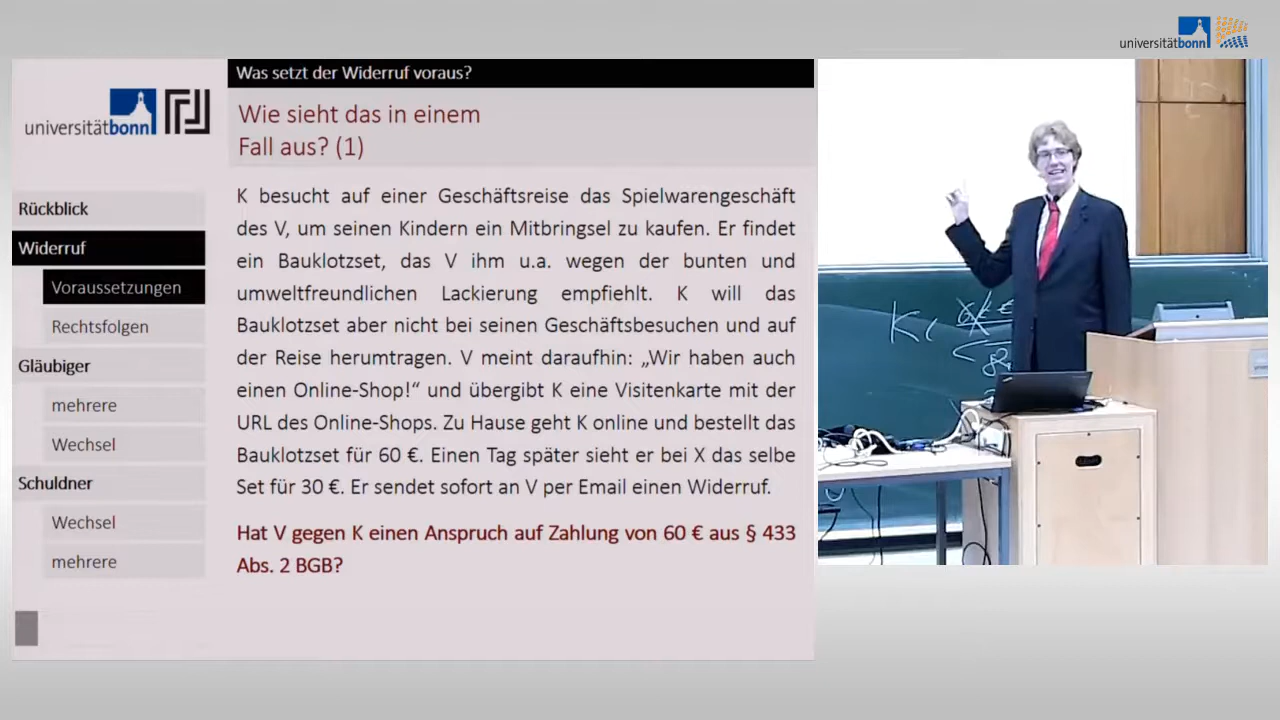 universitätbonn
Was setzt der Widerruf voraus?
universitätbonn
Wie sieht das in einem
Fall aus? (1)
Rückblick
Widerruf
Voraussetzungen
Rechtsfolgen
Gläubiger
mehrere
Wechsel
Schuldner
Wechsel
mehrere
K besucht auf einer Geschäftsreise das Spielwarengeschäft
des V, um seinen Kindern ein Mitbringsel zu kaufen. Er findet
ein Bauklotzset, das V ihm u.a. wegen der bunten und
umweltfreundlichen Lackierung empfiehlt. K will das
Bauklotzset aber nicht bei seinen Geschäftsbesuchen und auf
der Reise herumtragen. V meint daraufhin: „Wir haben auch
einen Online-Shop!“ und übergibt K eine Visitenkarte mit der
URL des Online-Shops. Zu Hause geht K online und bestellt das
Bauklotzset für 60 €. Einen Tag später sieht er bei X das selbe
Set für 30 €. Er sendet sofort an V per Email einen Widerruf.
Hat V gegen K einen Anspruch auf Zahlung von 60 € aus § 433
Abs. 2 BGB?
K